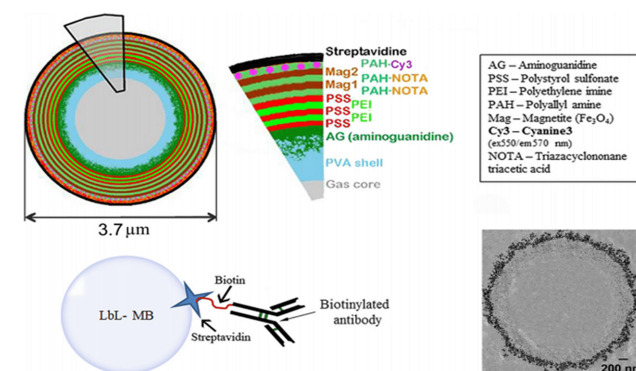 Streptavidine
PAH-Cy3
Mag2
PAH-NOTA
Mag1
PAH-NOTA
PSS
PEI
PSS
PEI
PSS
AG (aminoguanidine)
PVA shell
Gas core
3.7 µm
AG – Aminoguanidine
PSS – Polystyrol sulfonate
PEI – Polyethylene imine
PAH – Polyallyl amine
Mag – Magnetite (Fe₃O₄)
Cy3 – Cyanine3
(ex550/em570 nm)
NOTA – Triazacyclononane
triacetic acid
LbL- MB
Biotin
Streptavidin
Biotinylated
antibody
200 nm